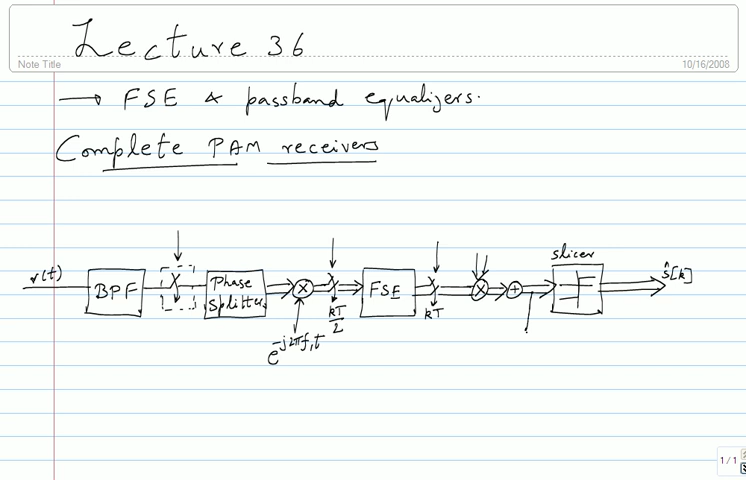 Lecture 36
Note Title
10/16/2008
→ FSE & passband equalizers.
Complete PAM receivers
slicer
r(t) BPF Phase Splitter × FSE × + ŝ[k]
kT/2 kT
e^{-j2πf₁t}
1/1